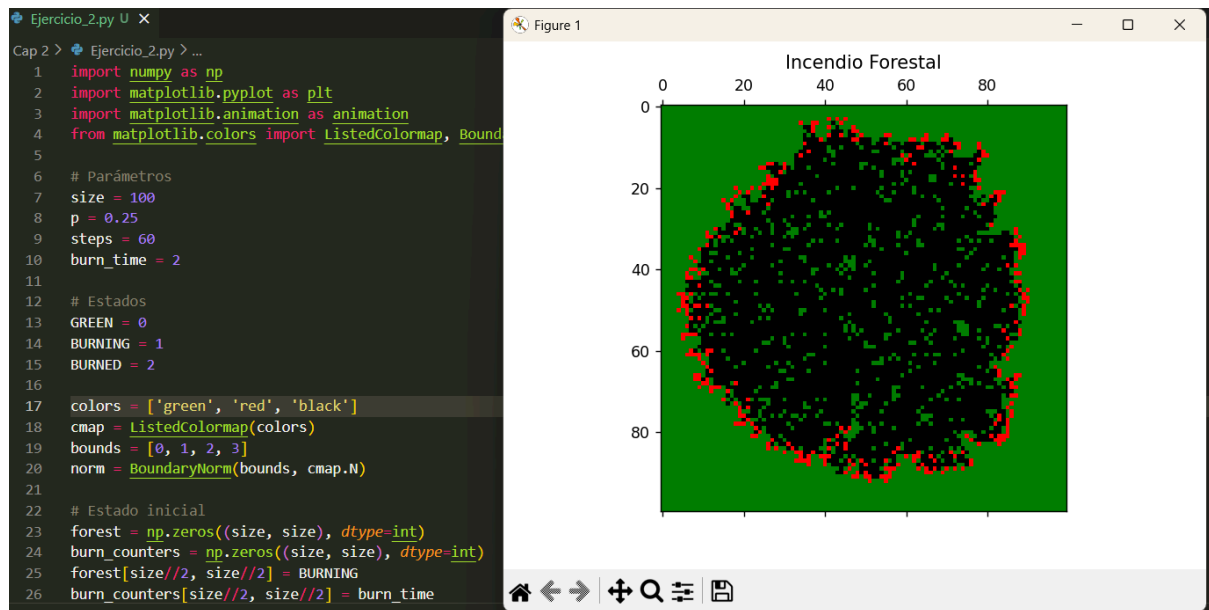 Ejercicio_2.py U X
Cap 2 > Ejercicio_2.py > ...
1 import numpy as np
2 import matplotlib.pyplot as plt
3 import matplotlib.animation as animation
4 from matplotlib.colors import ListedColormap, Bound
5
6 # Parámetros
7 size = 100
8 p = 0.25
9 steps = 60
10 burn_time = 2
11
12 # Estados
13 GREEN = 0
14 BURNING = 1
15 BURNED = 2
16
17 colors = ['green', 'red', 'black']
18 cmap = ListedColormap(colors)
19 bounds = [0, 1, 2, 3]
20 norm = BoundaryNorm(bounds, cmap.N)
21
22 # Estado inicial
23 forest = np.zeros((size, size), dtype=int)
24 burn_counters = np.zeros((size, size), dtype=int)
25 forest[size//2, size//2] = BURNING
26 burn_counters[size//2, size//2] = burn_time
Figure 1
Incendio Forestal
0 20 40 60 80
0
20
40
60
80